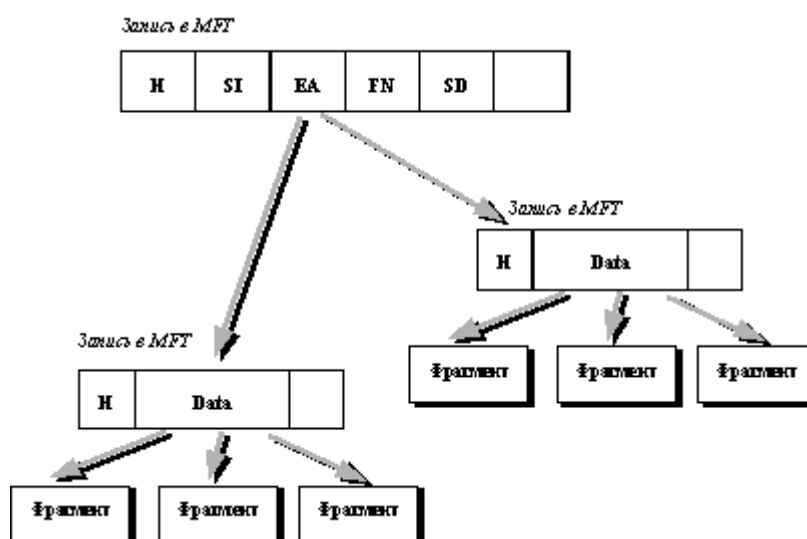 Запись в MFT
H SI EA FN SD
Запись в MFT
H Data
Фрагмент Фрагмент Фрагмент
Запись в MFT
H Data
Фрагмент Фрагмент Фрагмент